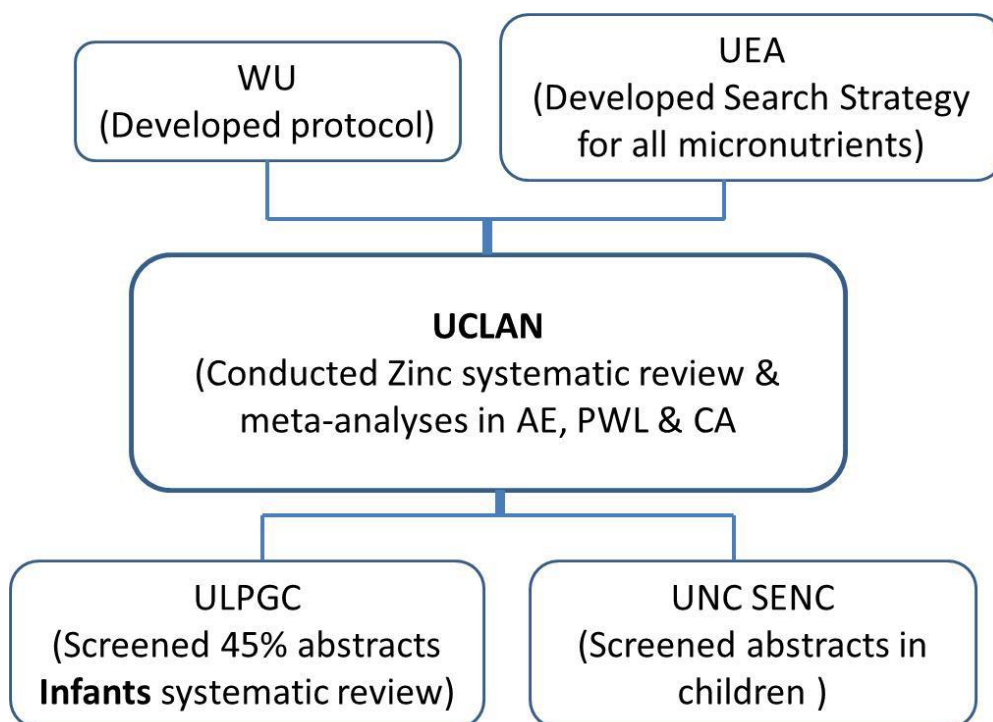 WU
(Developed protocol)
UEA
(Developed Search Strategy
for all micronutrients)
UCLAN
(Conducted Zinc systematic review &
meta-analyses in AE, PWL & CA
ULPGC
(Screened 45% abstracts
Infants systematic review)
UNC SENC
(Screened abstracts in
children )